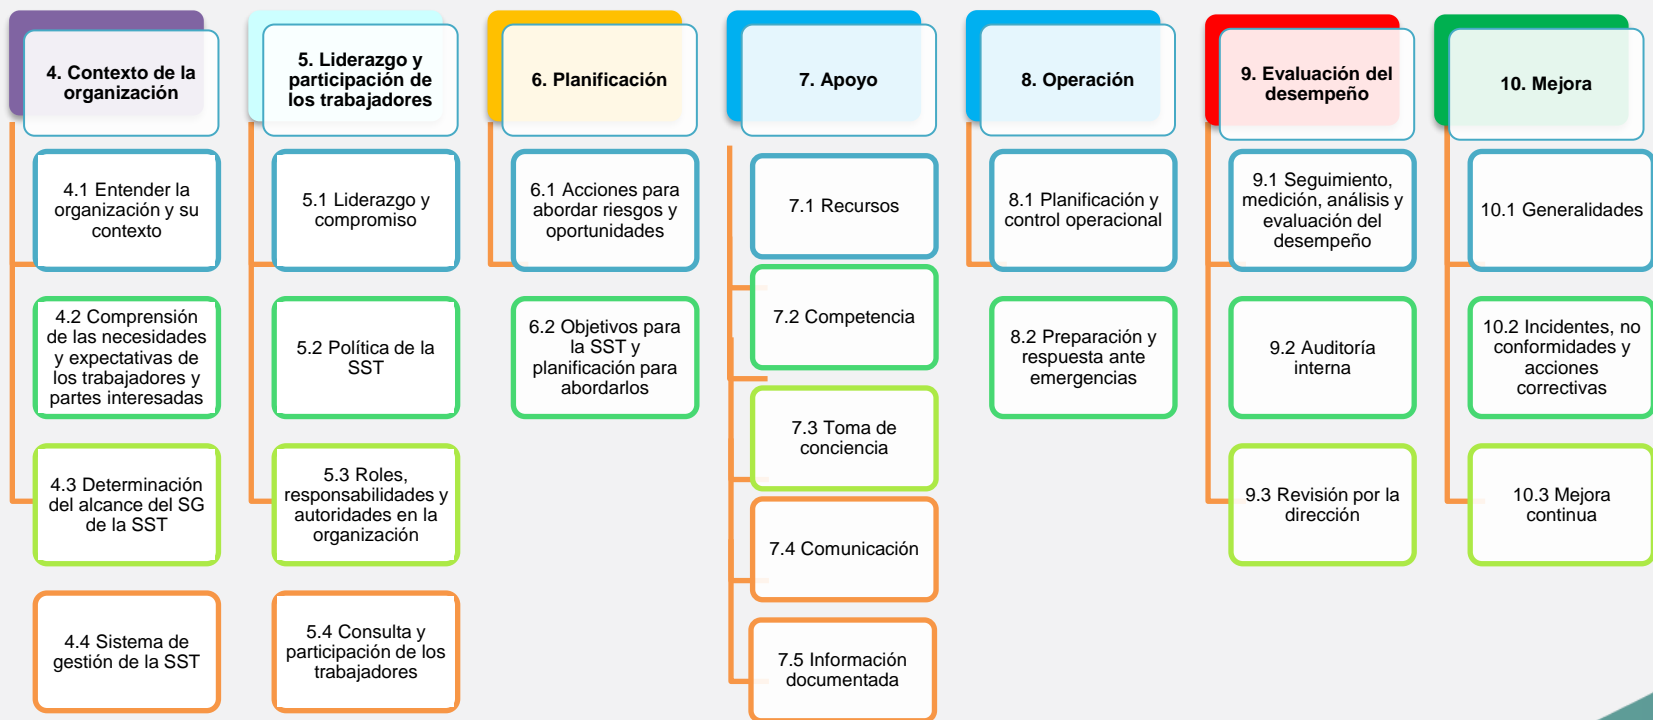 4. Contexto de la
organización
4.1 Entender la
organización y su
contexto
4.2 Comprensión
de las necesidades
y expectativas de
los trabajadores y
partes interesadas
4.3 Determinación
del alcance del SG
de la SST
4.4 Sistema de
gestión de la SST
5. Liderazgo y
participación de
los trabajadores
5.1 Liderazgo y
compromiso
5.2 Política de la
SST
5.3 Roles,
responsabilidades y
autoridades en la
organización
5.4 Consulta y
participación de los
trabajadores
6. Planificación
6.1 Acciones para
abordar riesgos y
oportunidades
6.2 Objetivos para
la SST y
planificación para
abordarlos
7. Apoyo
7.1 Recursos
7.2 Competencia
7.3 Toma de
conciencia
7.4 Comunicación
7.5 Información
documentada
8. Operación
8.1 Planificación y
control operacional
8.2 Preparación y
respuesta ante
emergencias
9. Evaluación del
desempeño
9.1 Seguimiento,
medición, análisis y
evaluación del
desempeño
9.2 Auditoría
interna
9.3 Revisión por la
dirección
10. Mejora
10.1 Generalidades
10.2 Incidentes, no
conformidades y
acciones
correctivas
10.3 Mejora
continua